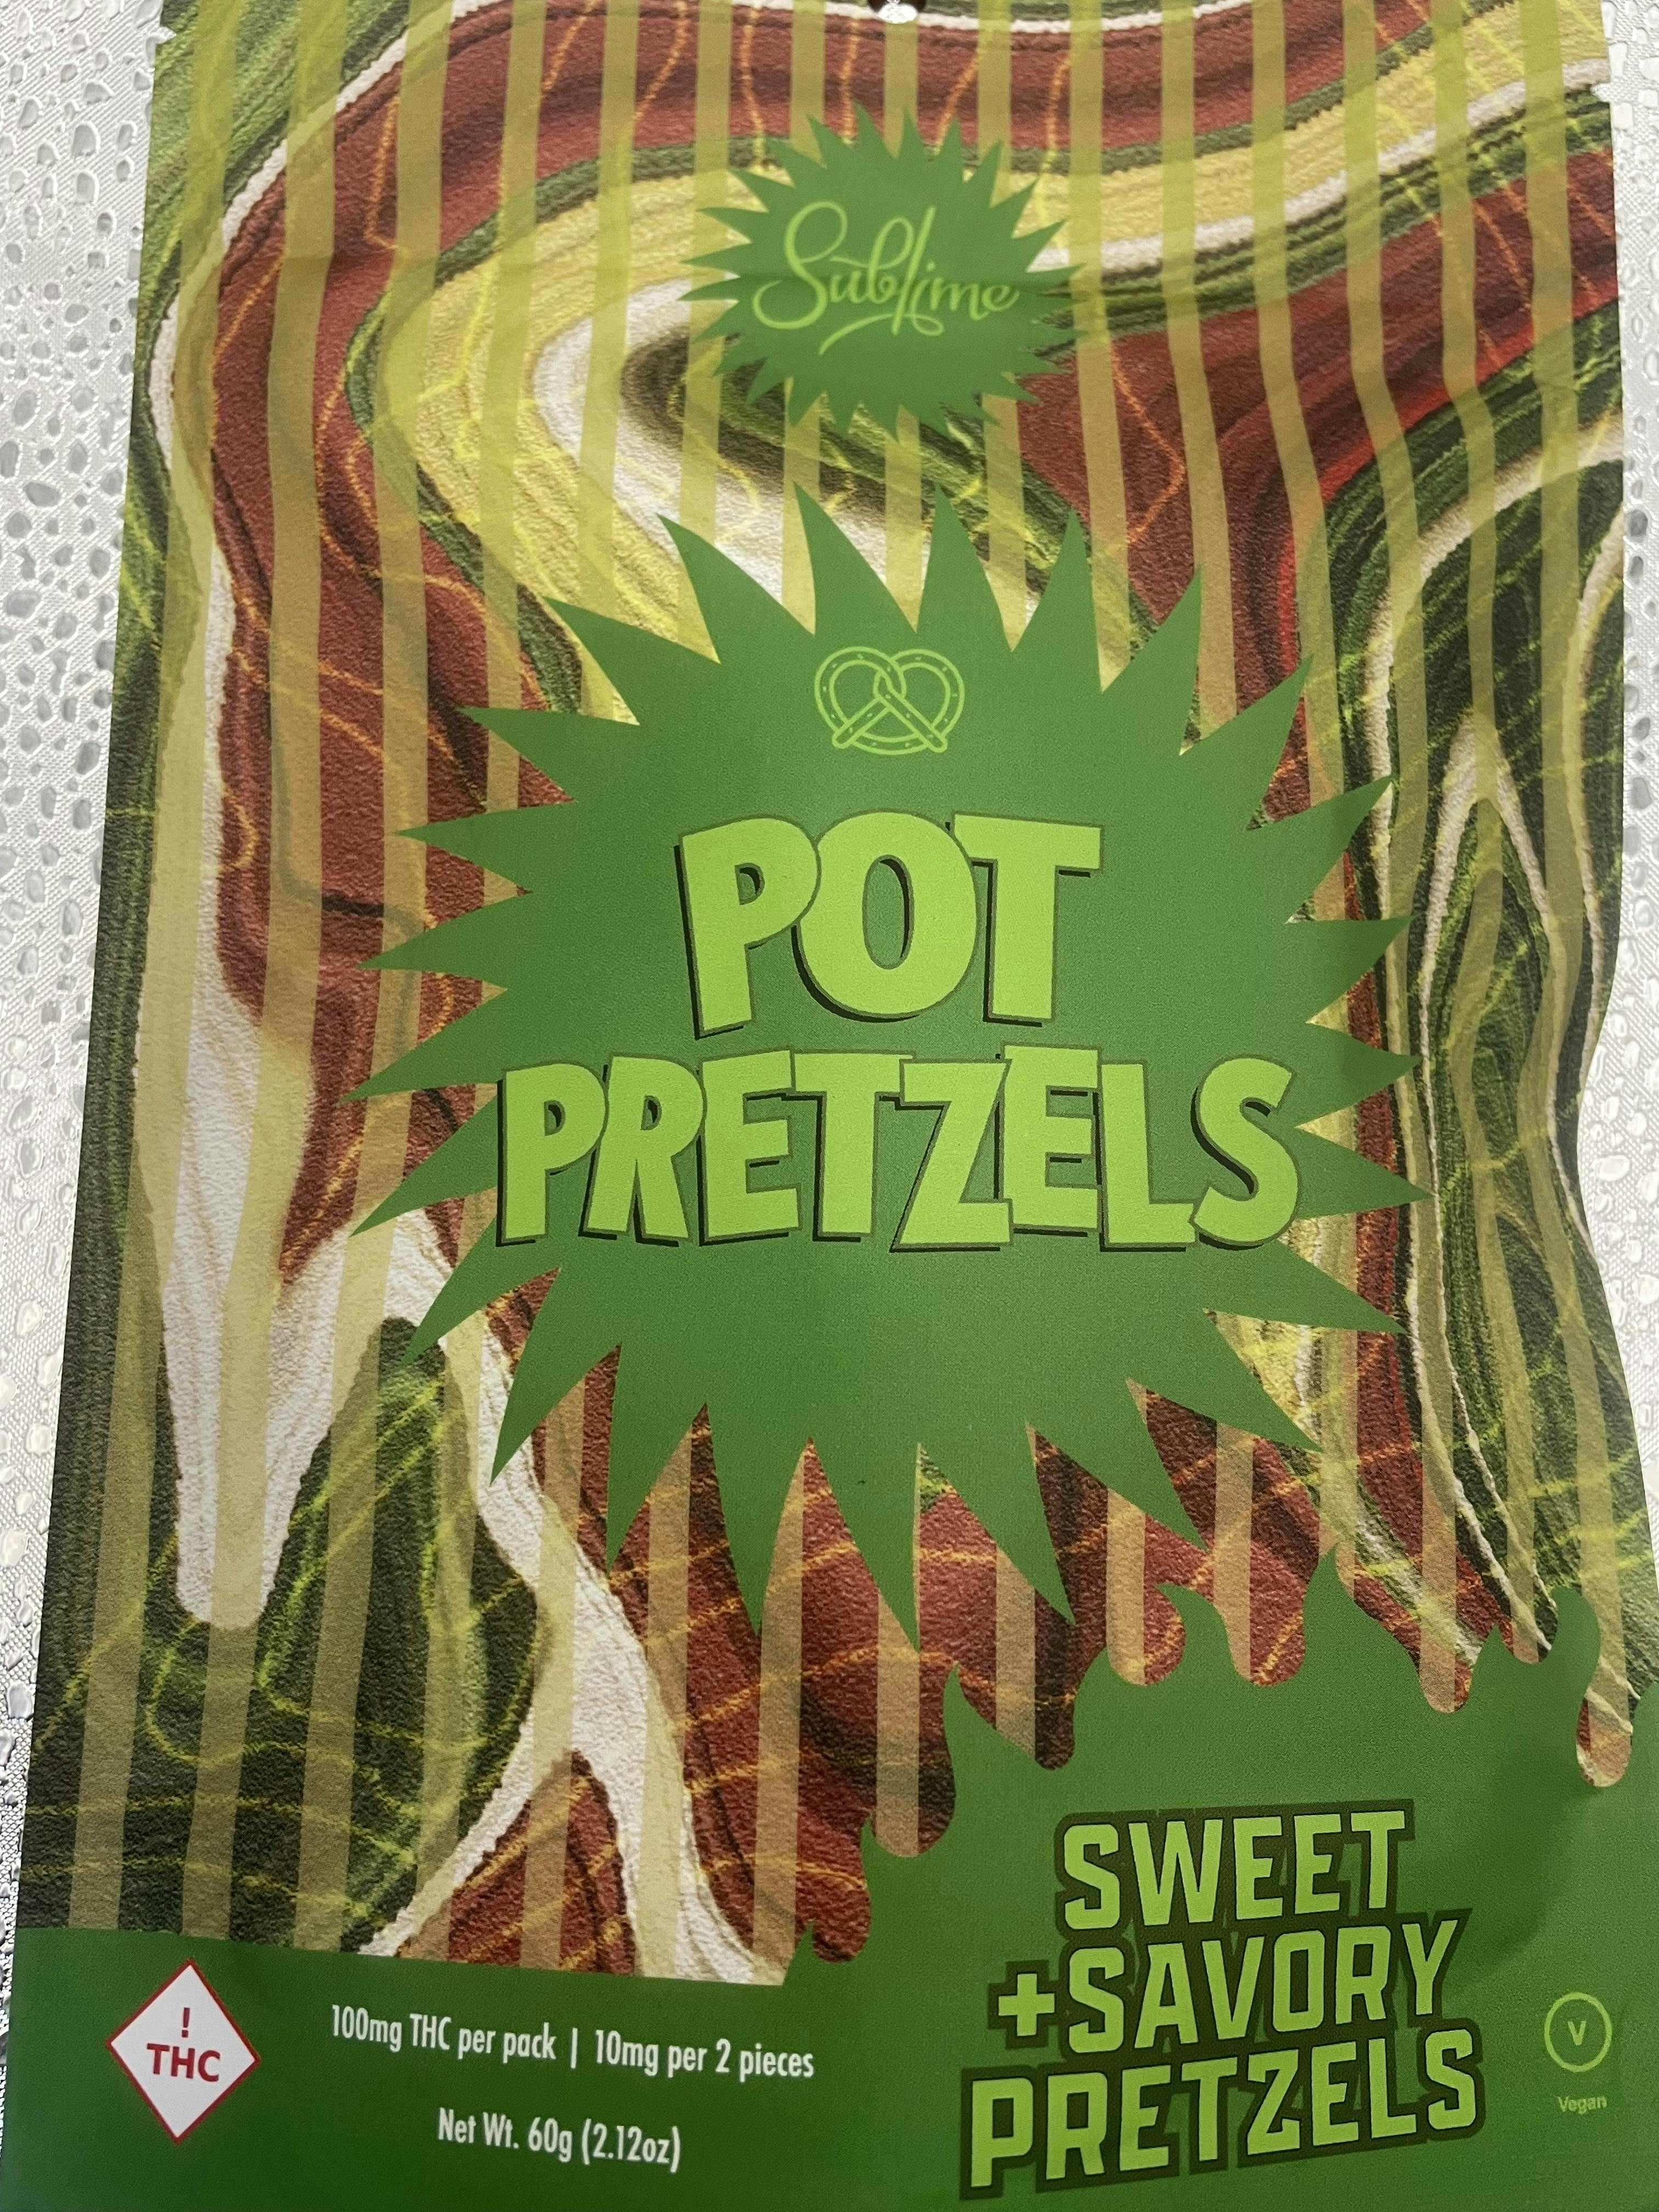 Sublime
POT
PRETZELS
SWEET
+SAVORY
PRETZELS
!
THC
100mg THC per pack | 10mg per 2 pieces
Net Wt. 60g (2.12oz)
V
Vegan